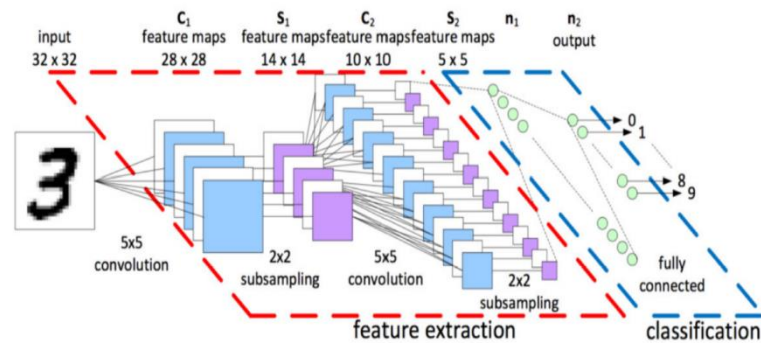 C1 S1 C2 S2 n1 n2
input feature maps feature maps feature maps feature maps output
32 x 32 28 x 28 14 x 14 10 x 10 5 x 5
0
1
8
9
5x5
convolution
2x2
subsampling
5x5
convolution
2x2
subsampling
fully
connected
feature extraction
classification